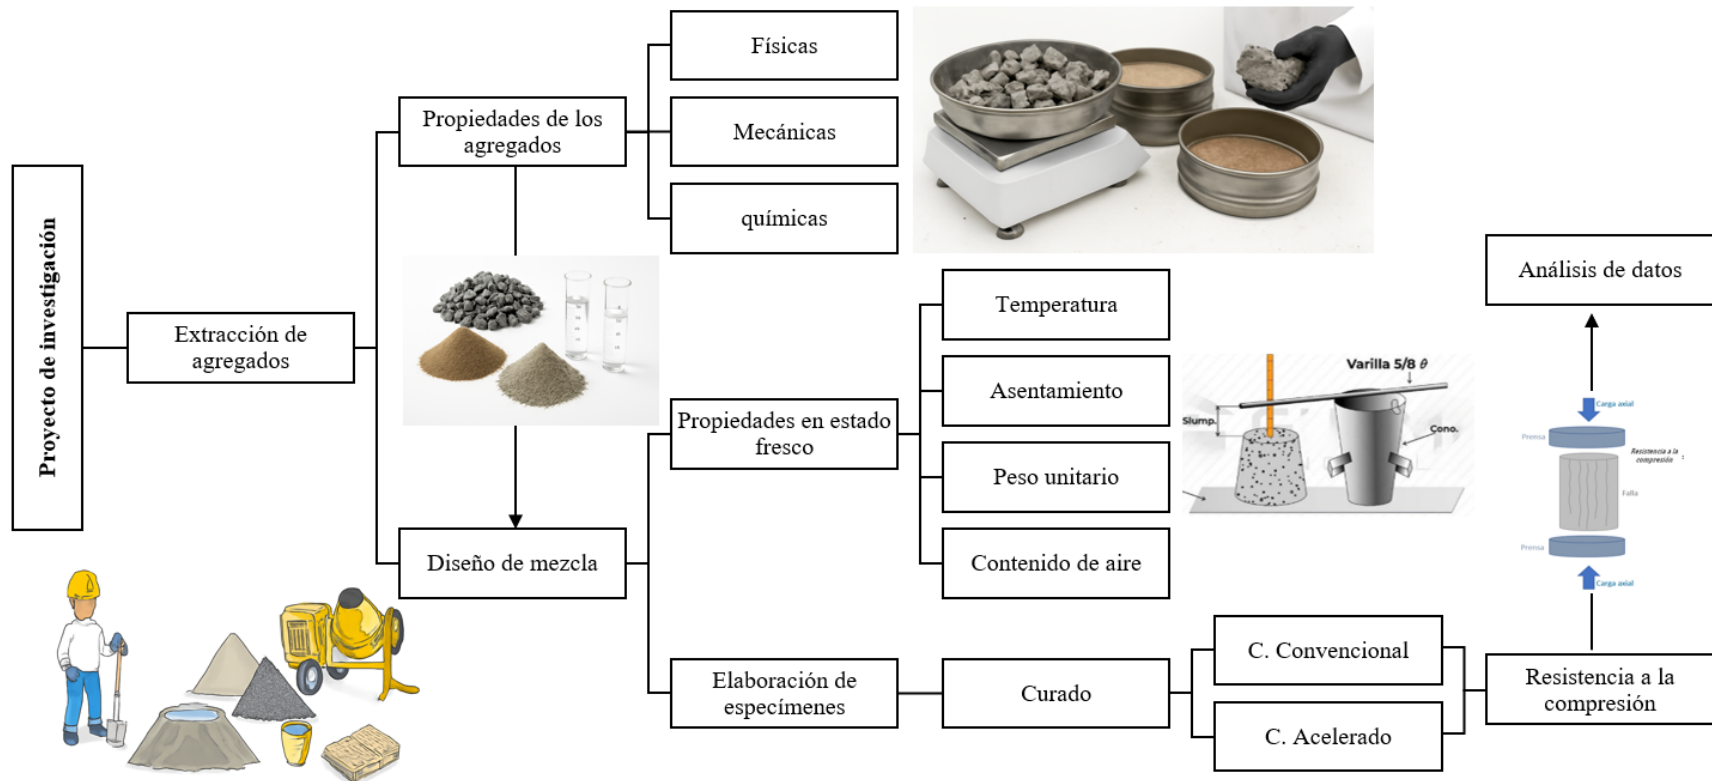 Proyecto de investigación
Extracción de
agregados
Propiedades de los
agregados
Físicas
Mecánicas
químicas
Diseño de mezcla
Propiedades en estado
fresco
Temperatura
Asentamiento
Peso unitario
Contenido de aire
Varilla 5/8 θ
Slump.
Cono.
Elaboración de
especímenes
Curado
C. Convencional
C. Acelerado
Resistencia a la
compresión
Carga axial
Prensa
Resistencia a la
compresión
Falla
Prensa
Carga axial
Análisis de datos